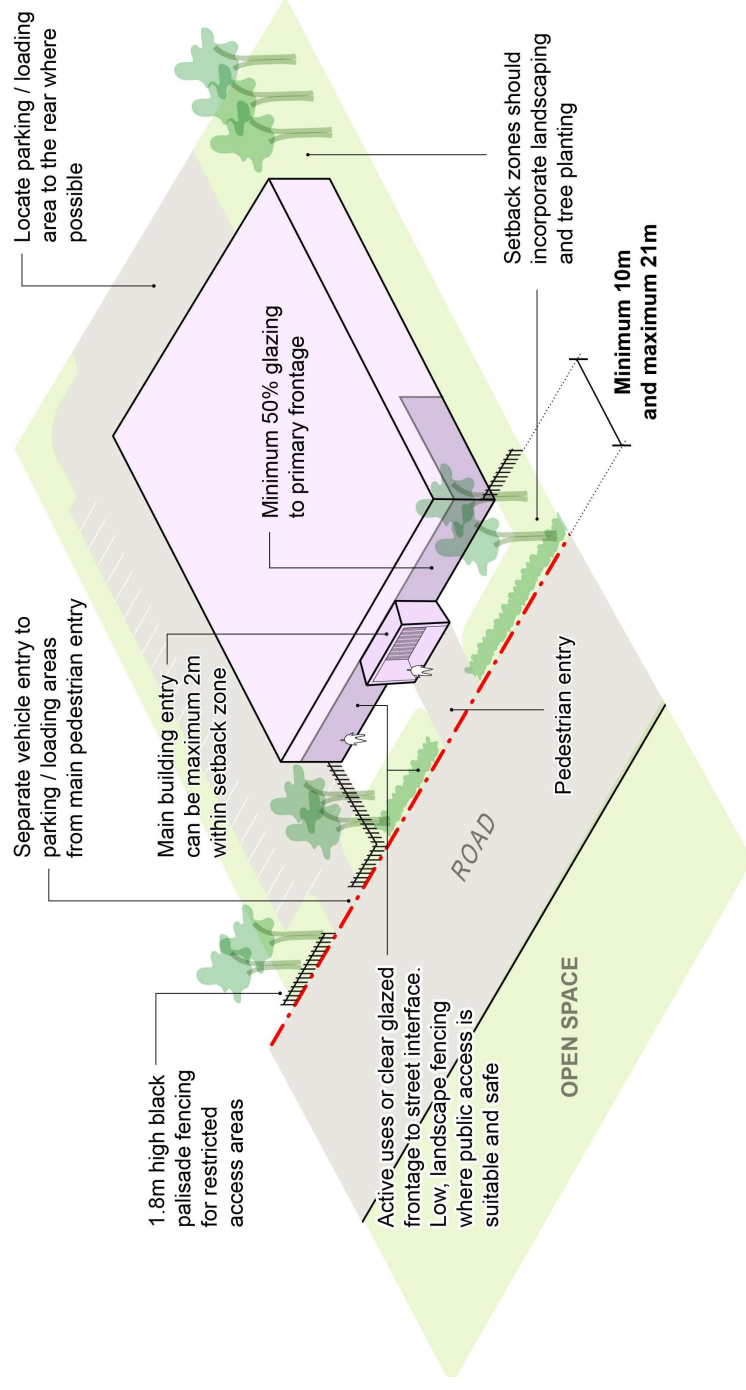 1.8m high black
palisade fencing
for restricted
access areas
Separate vehicle entry to
parking / loading areas
from main pedestrian entry
Locate parking / loading
area to the rear where
possible
Main building entry
can be maximum 2m
within setback zone
Minimum 50% glazing
to primary frontage
Active uses or clear glazed
frontage to street interface.
Low, landscape fencing
where public access is
suitable and safe
ROAD
OPEN SPACE
Pedestrian entry
Setback zones should
incorporate landscaping
and tree planting
Minimum 10m
and maximum 21m